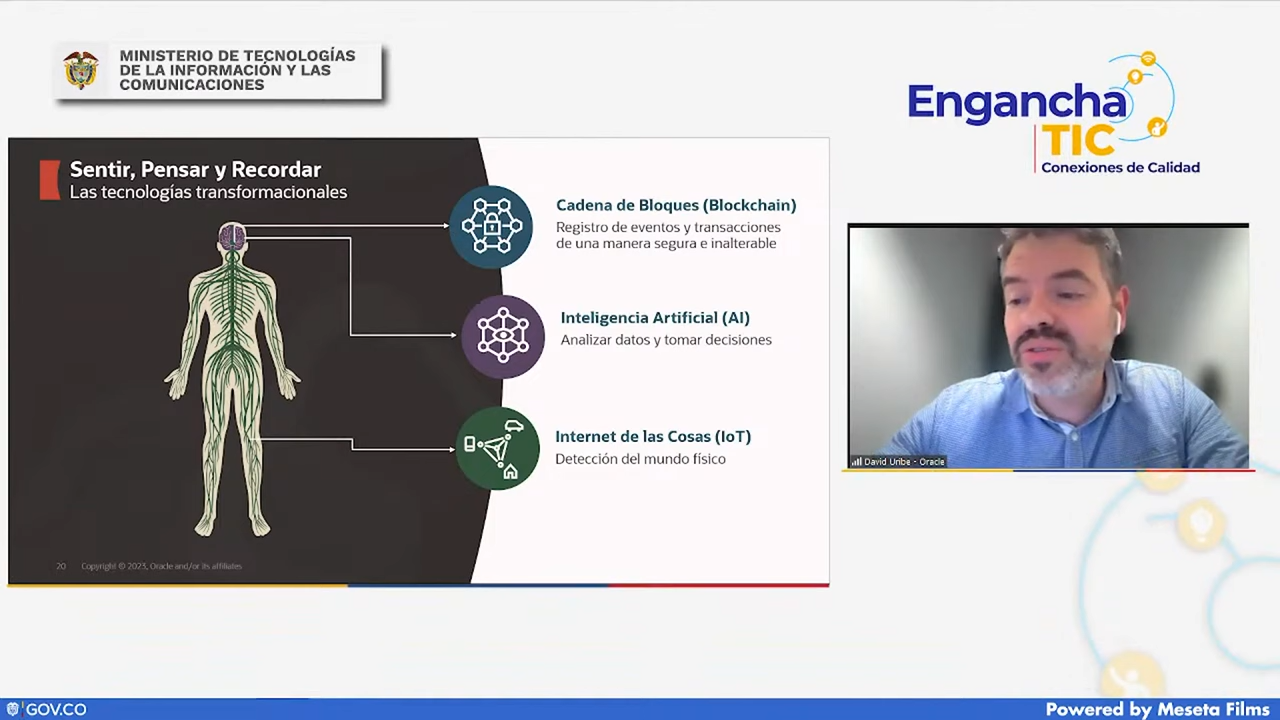 MINISTERIO DE TECNOLOGÍAS
DE LA INFORMACIÓN Y LAS
COMUNICACIONES
Engancha
TIC
Conexiones de Calidad
Sentir, Pensar y Recordar
Las tecnologías transformacionales
Cadena de Bloques (Blockchain)
Registro de eventos y transacciones
de una manera segura e inalterable
Inteligencia Artificial (AI)
Analizar datos y tomar decisiones
Internet de las Cosas (IoT)
Detección del mundo físico
20 Copyright © 2023, Oracle and/or its affiliates
David Uribe - Oracle
GOV.CO
Powered by Meseta Films